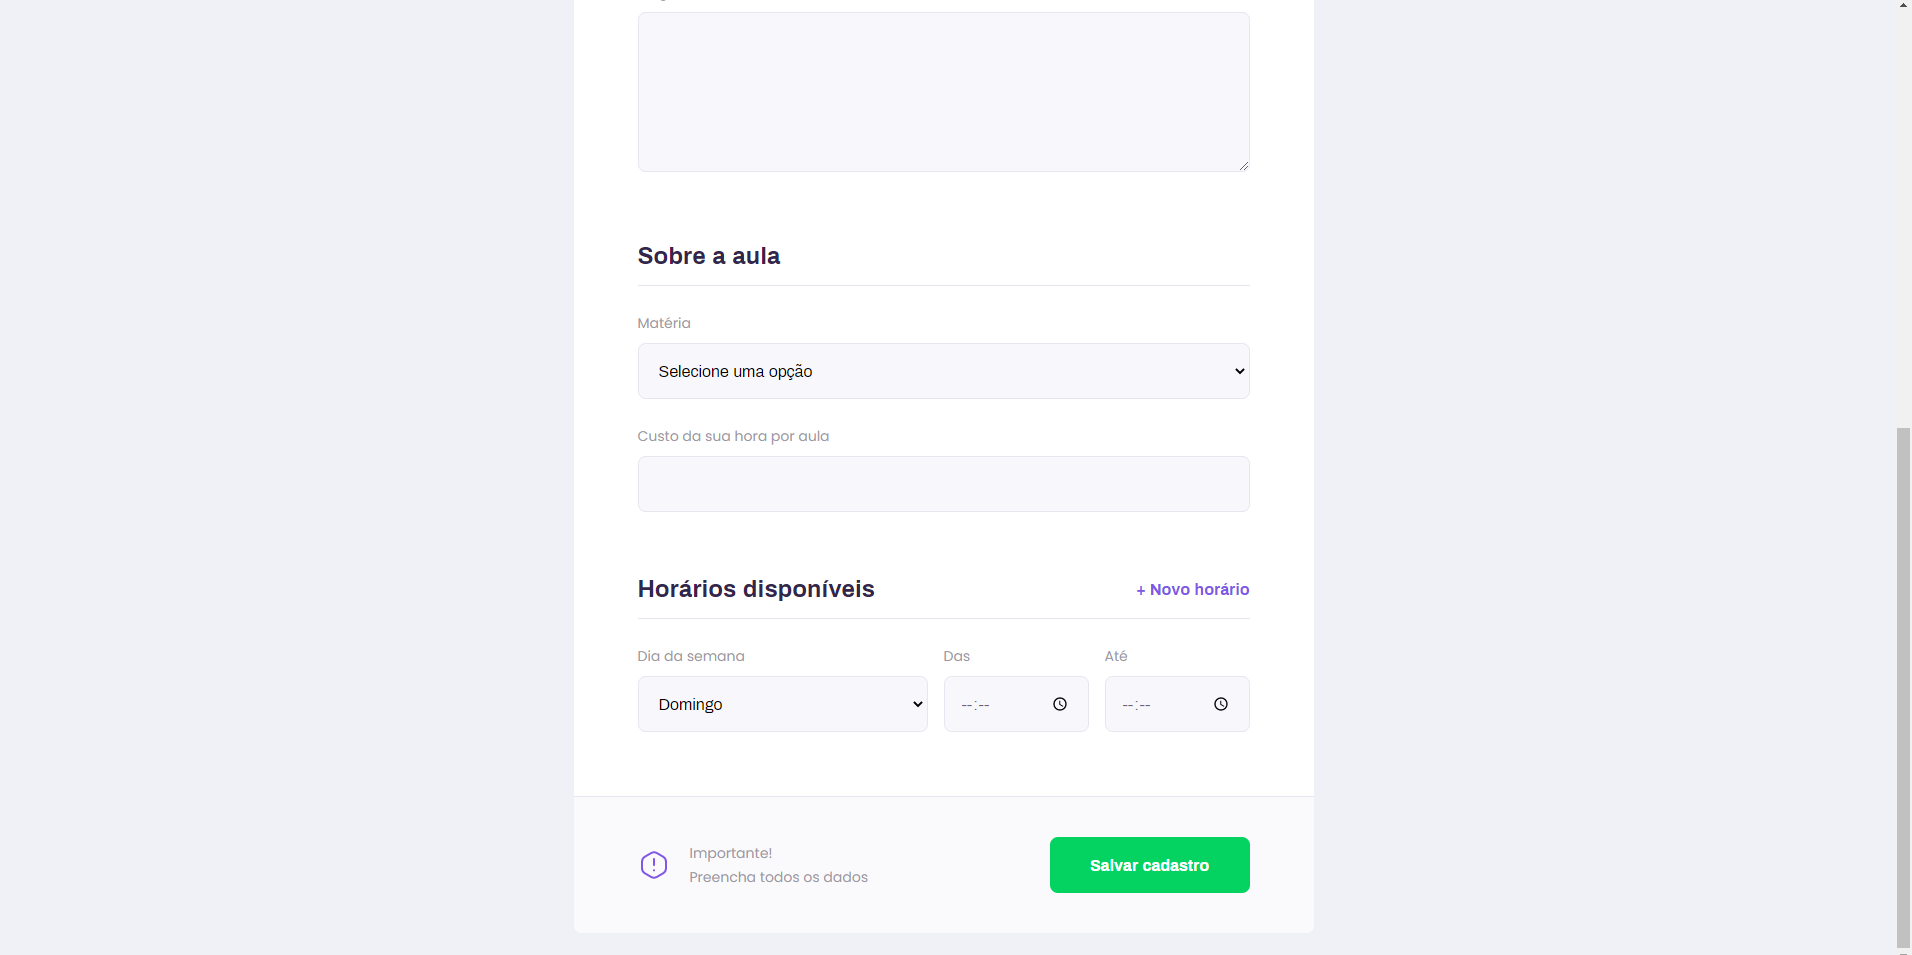 Sobre a aula
Matéria
Selecione uma opção
Custo da sua hora por aula
Horários disponíveis
+ Novo horário
Dia da semana
Das
Até
Domingo
--:--
--:--
Importante!
Preencha todos os dados
Salvar cadastro